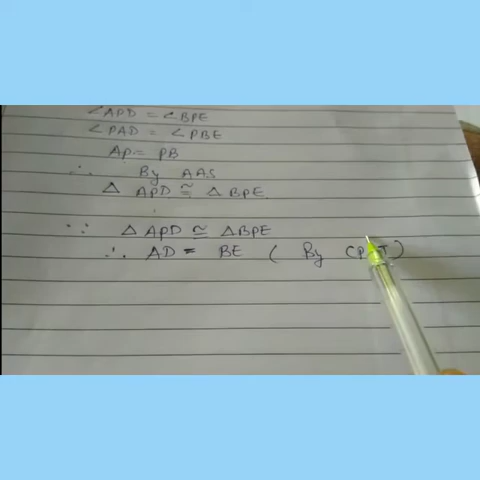 ∠APD = ∠BPE
∠PAD = ∠PBE
AP = PB
∴ By AAS
△ APD ≅ △ BPE
∵ △ APD ≅ △BPE
∴ AD = BE ( By )